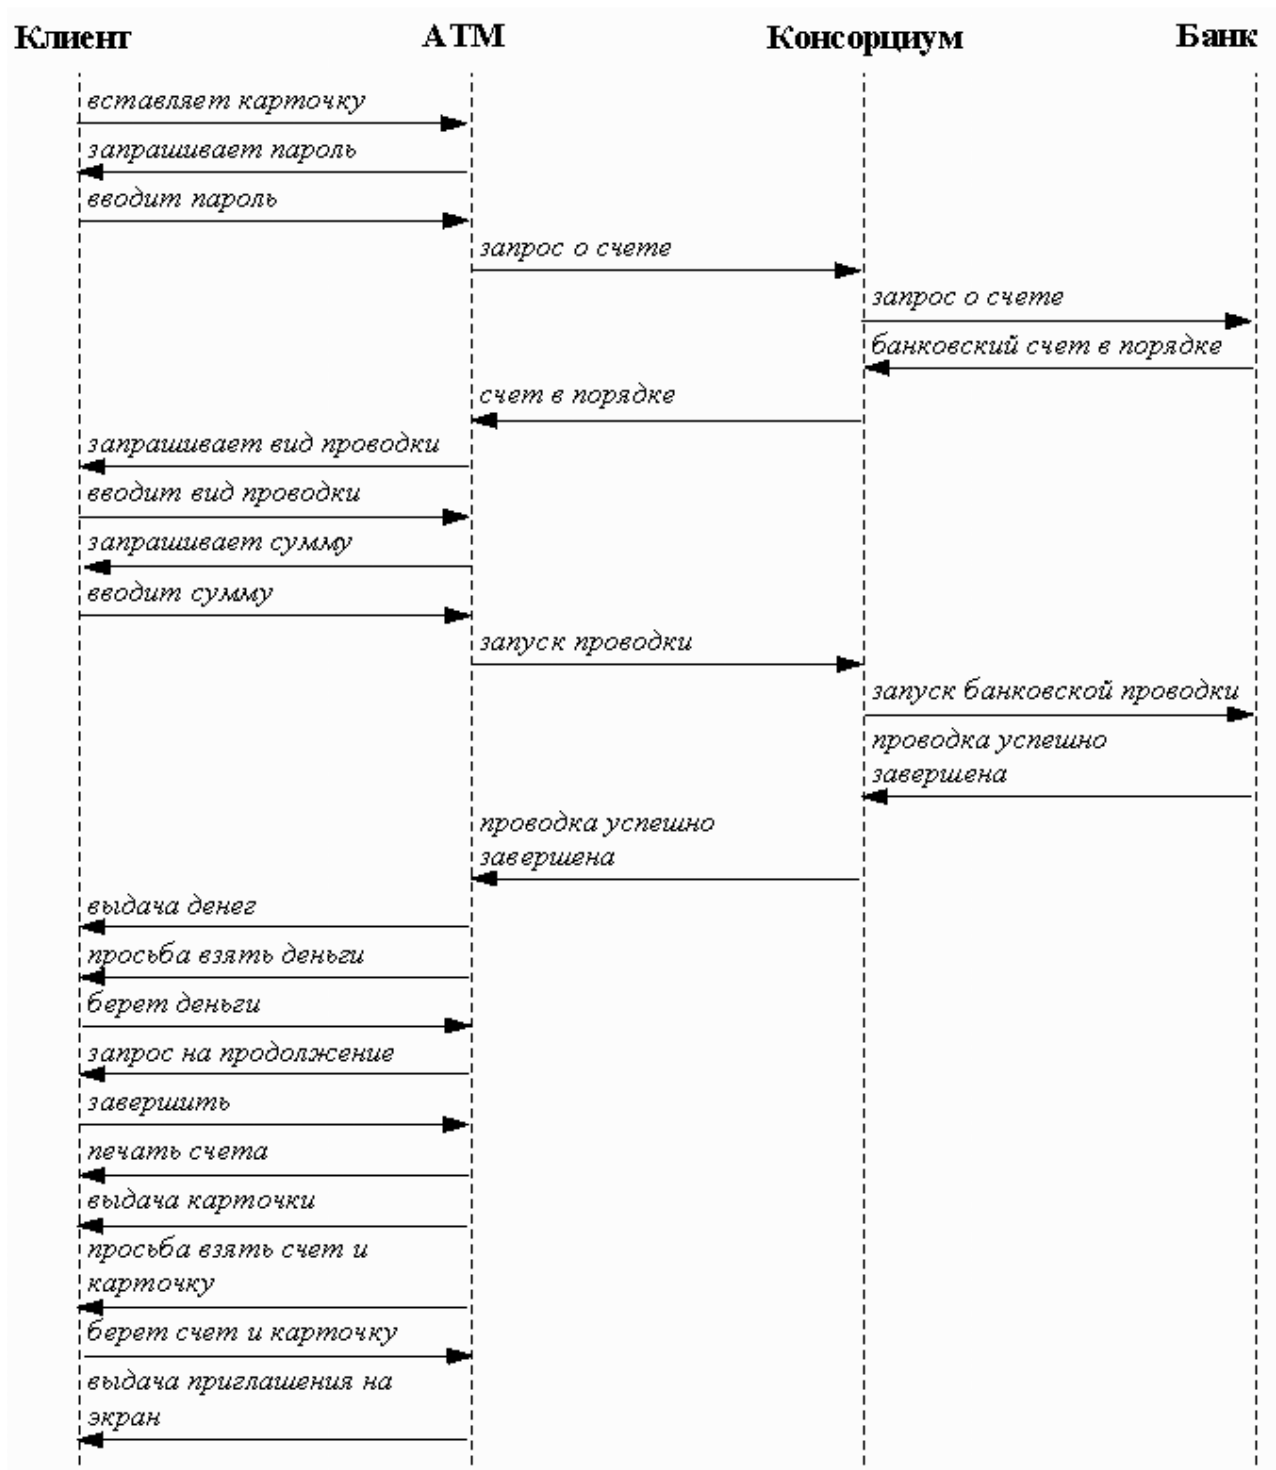 Клиент АТМ Консорциум Банк
вставляет карточку
запрашивает пароль
вводит пароль
запрос о счете
запрос о счете
банковский счет в порядке
счет в порядке
запрашивает вид проводки
вводит вид проводки
запрашивает сумму
вводит сумму
запуск проводки
запуск банковской проводки
проводка успешно
завершена
проводка успешно
завершена
выдача денег
просьба взять деньги
берет деньги
запрос на продолжение
завершить
печать счета
выдача карточки
просьба взять счет и
карточку
берет счет и карточку
выдача приглашения на
экран